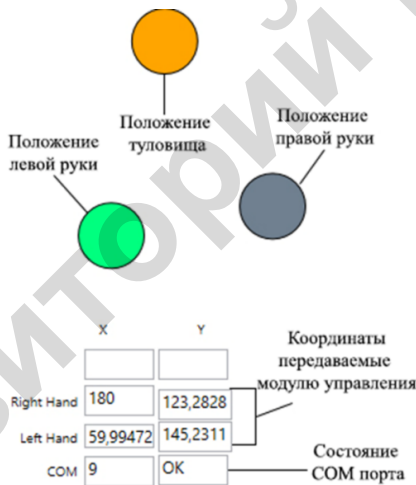 Положение
туловища
Положение
правой руки
Положение
левой руки
X Y
Координаты
передаваемые
модулю управления
Right Hand 180 123,2828
Left Hand 59,99472 145,2311
COM 9 OK
Состояние
COM порта